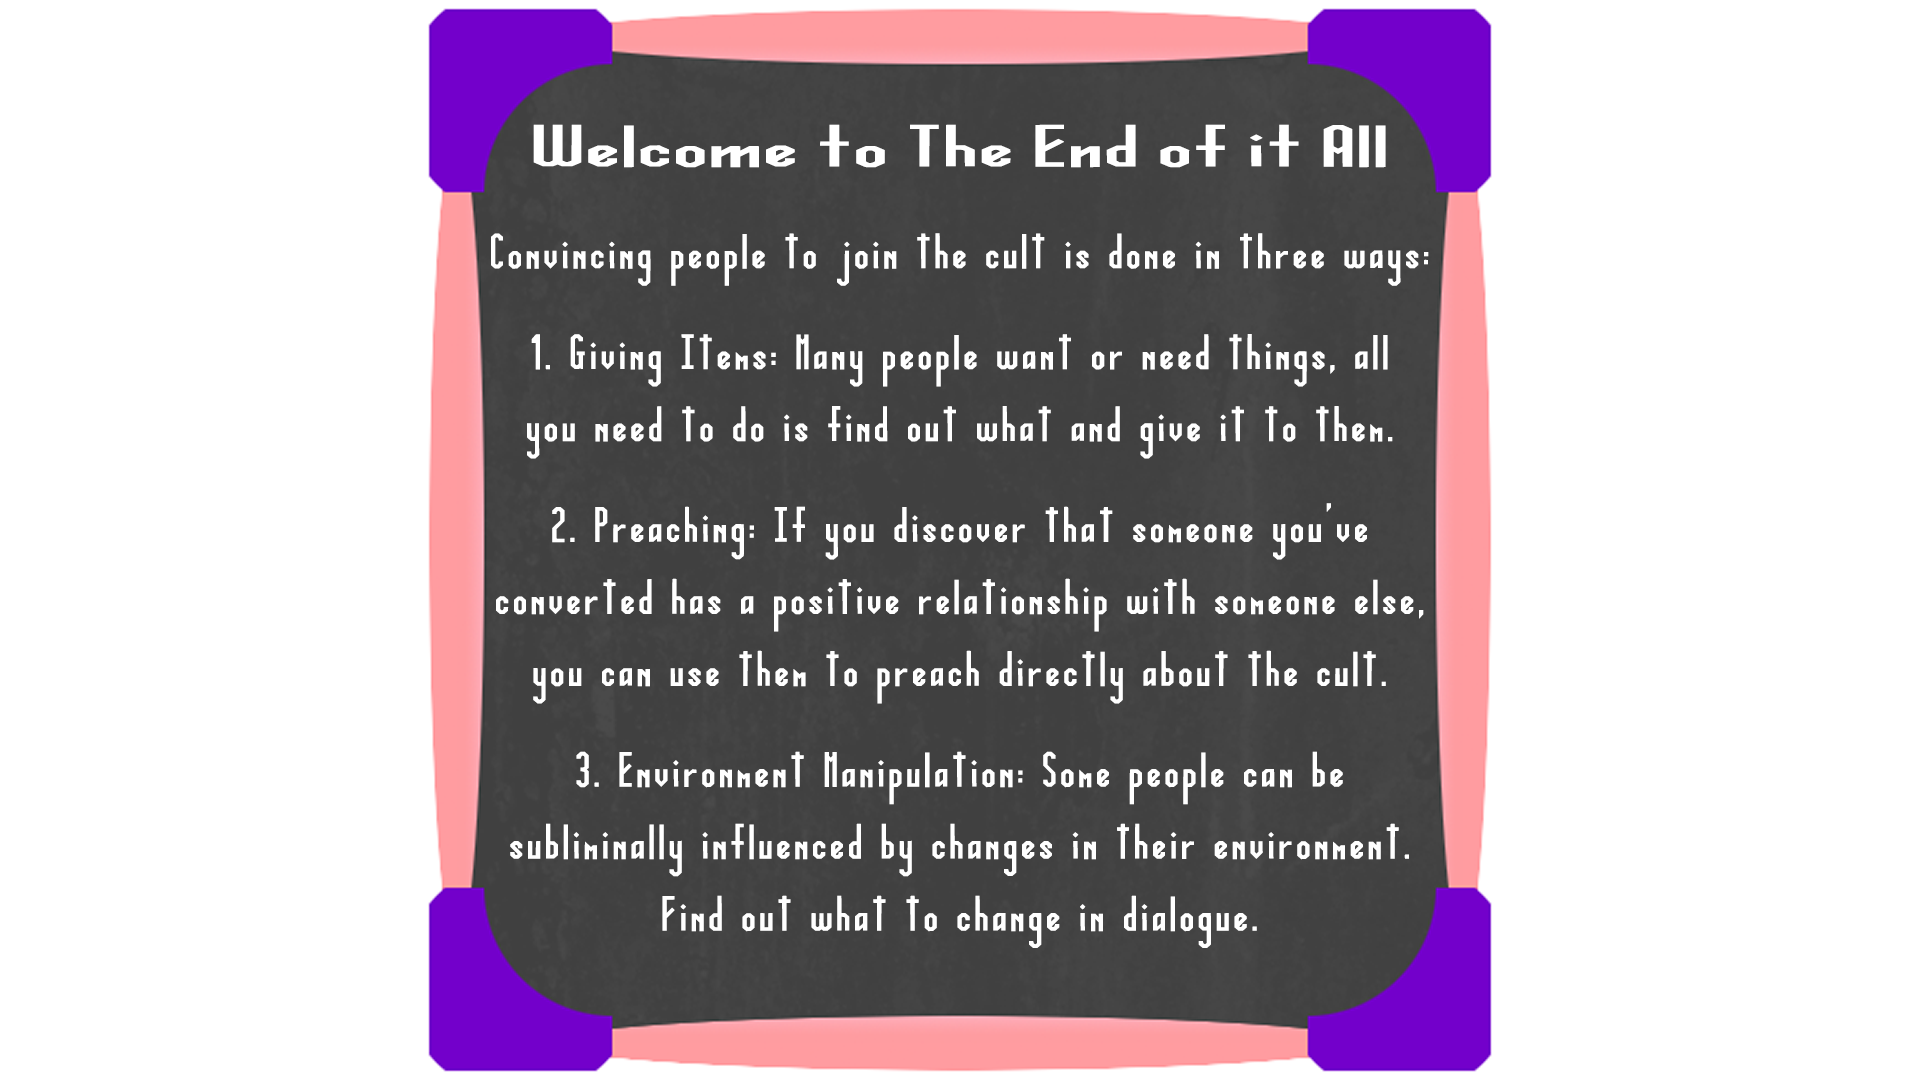 Welcome to The End of it All
Convincing people to join the cult is done in three ways:
1. Giving Items: Many people want or need things, all
you need to do is find out what and give it to them.
2. Preaching: If you discover that someone you've
converted has a positive relationship with someone else,
you can use them to preach directly about the cult.
3. Environment Manipulation: Some people can be
subliminally influenced by changes in their environment.
Find out what to change in dialogue.